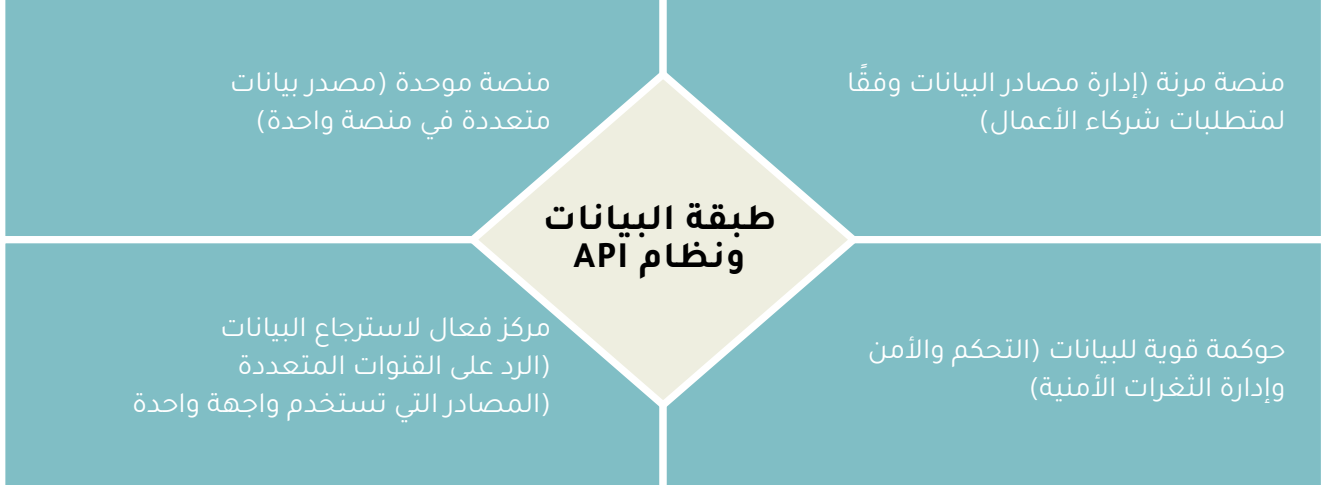 منصة مرنة (إدارة مصادر البيانات وفقًا
لمتطلبات شركاء الأعمال)
منصة موحدة (مصدر بيانات
متعددة في منصة واحدة)
طبقة البيانات
ونظام API
حوكمة قوية للبيانات (التحكم والأمن
وإدارة الثغرات الأمنية)
مركز فعال لاسترجاع البيانات
(الرد على القنوات المتعددة
المصادر التي تستخدم واجهة واحدة)